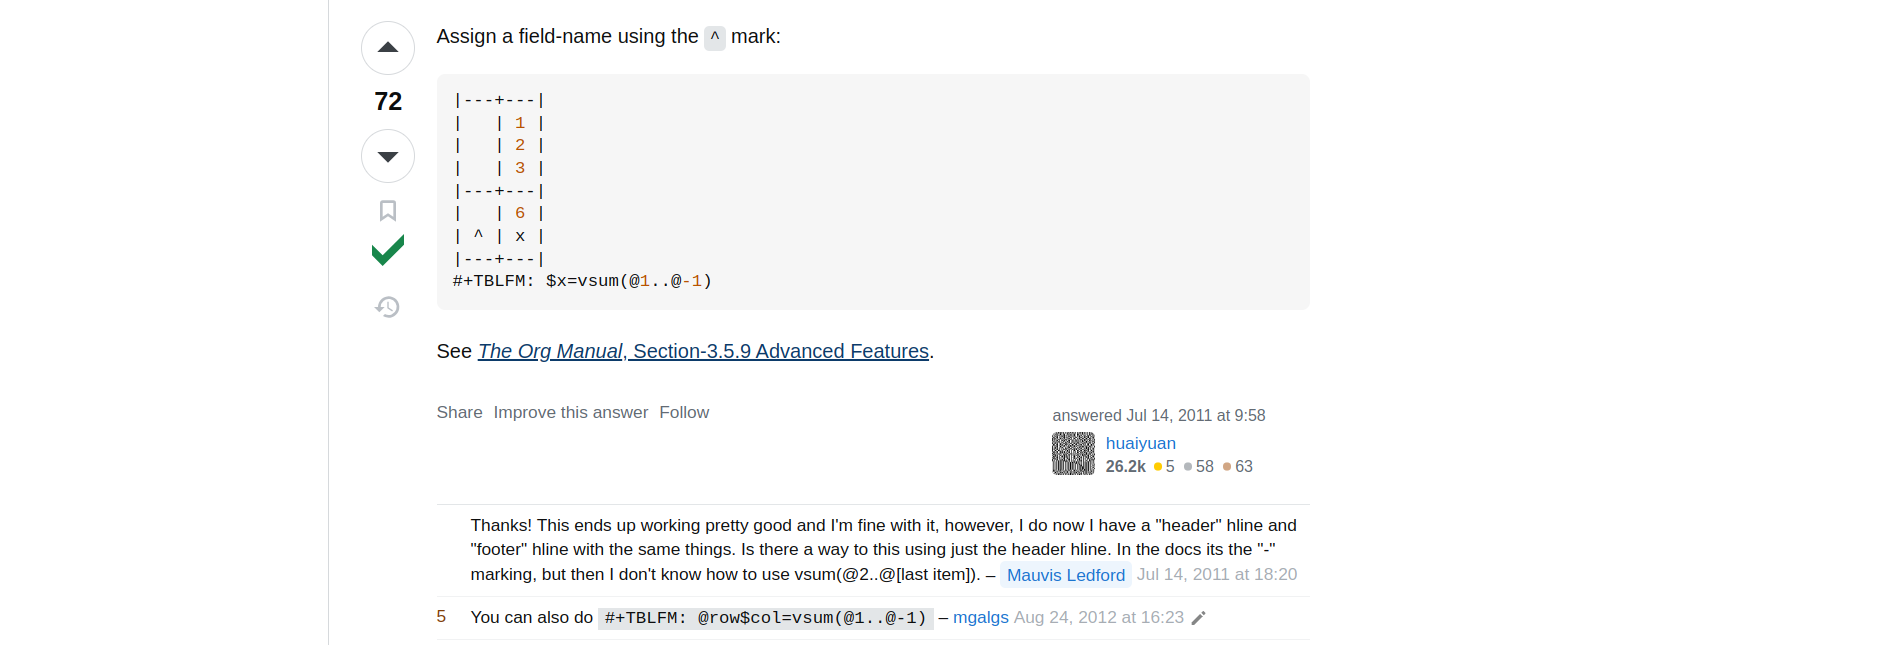 Assign a field-name using the ^ mark:
72
|---+---|
|   | 1 |
|   | 2 |
|   | 3 |
|---+---|
|   | 6 |
| ^ | x |
|---+---|
#+TBLFM: $x=vsum(@1..@-1)
See The Org Manual, Section-3.5.9 Advanced Features.
Share Improve this answer Follow
answered Jul 14, 2011 at 9:58
huaiyuan
26.2k 5 58 63
Thanks! This ends up working pretty good and I'm fine with it, however, I do now I have a "header" hline and
"footer" hline with the same things. Is there a way to this using just the header hline. In the docs its the "-"
marking, but then I don't know how to use vsum(@2..@[last item]). – Mauvis Ledford Jul 14, 2011 at 18:20
5 You can also do #+TBLFM: @row$col=vsum(@1..@-1) – mgalgs Aug 24, 2012 at 16:23